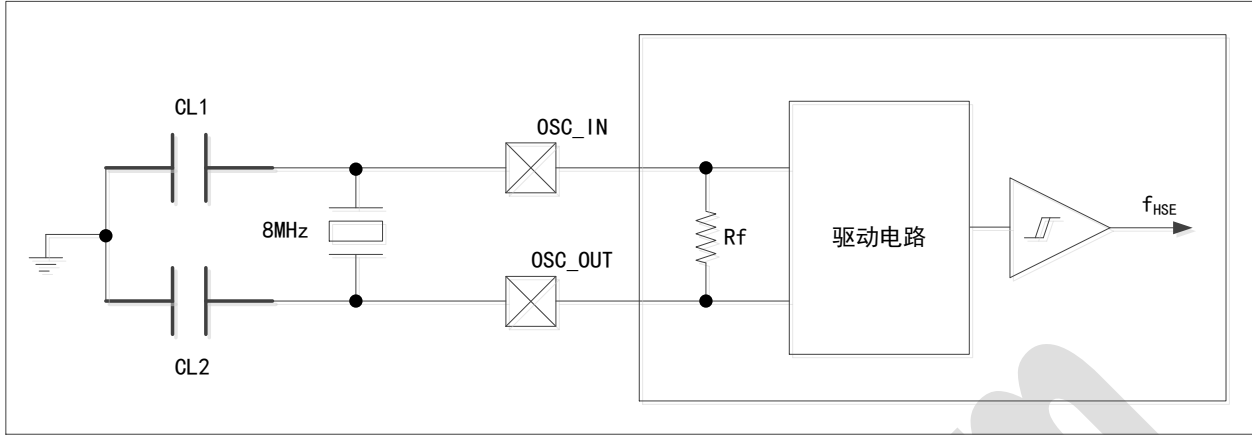 CL1
OSC_IN
8MHz
Rf
驱动电路
fHSE
OSC_OUT
CL2